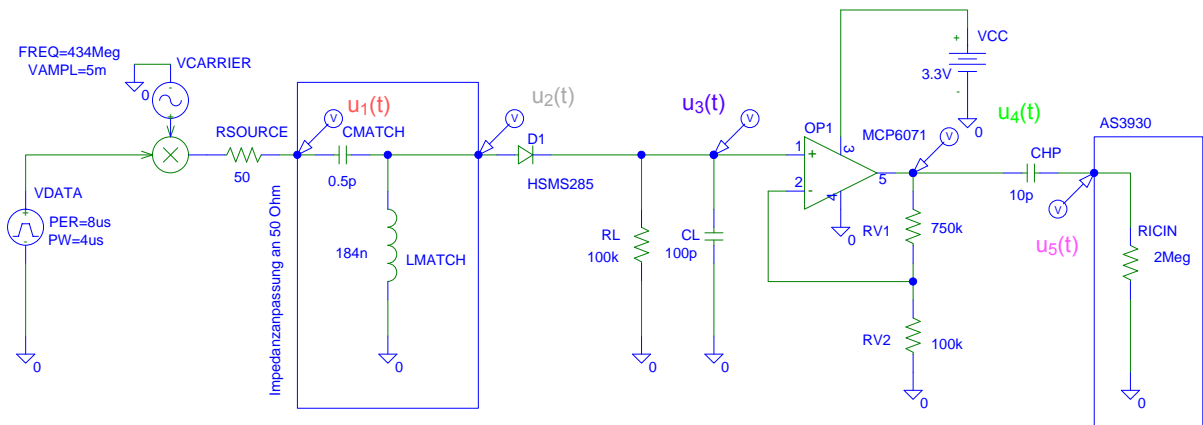 FREQ=434Meg
VAMPL=5m
VCARRIER
-
0
+
RSOURCE
50
VDATA
+
-
PER=8us
PW=4us
0
Impedanzanpassung an 50 Ohm
V
u1(t)
CMATCH
0.5p
184n
LMATCH
0
V
u2(t)
D1
HSMS285
RL
100k
0
u3(t)
V
CL
100p
0
OP1
MCP6071
1
+
2
-
3
4
5
0
VCC
+
3.3V
-
0
V
u4(t)
RV1
750k
RV2
100k
0
CHP
10p
V
u5(t)
AS3930
RICIN
2Meg
0